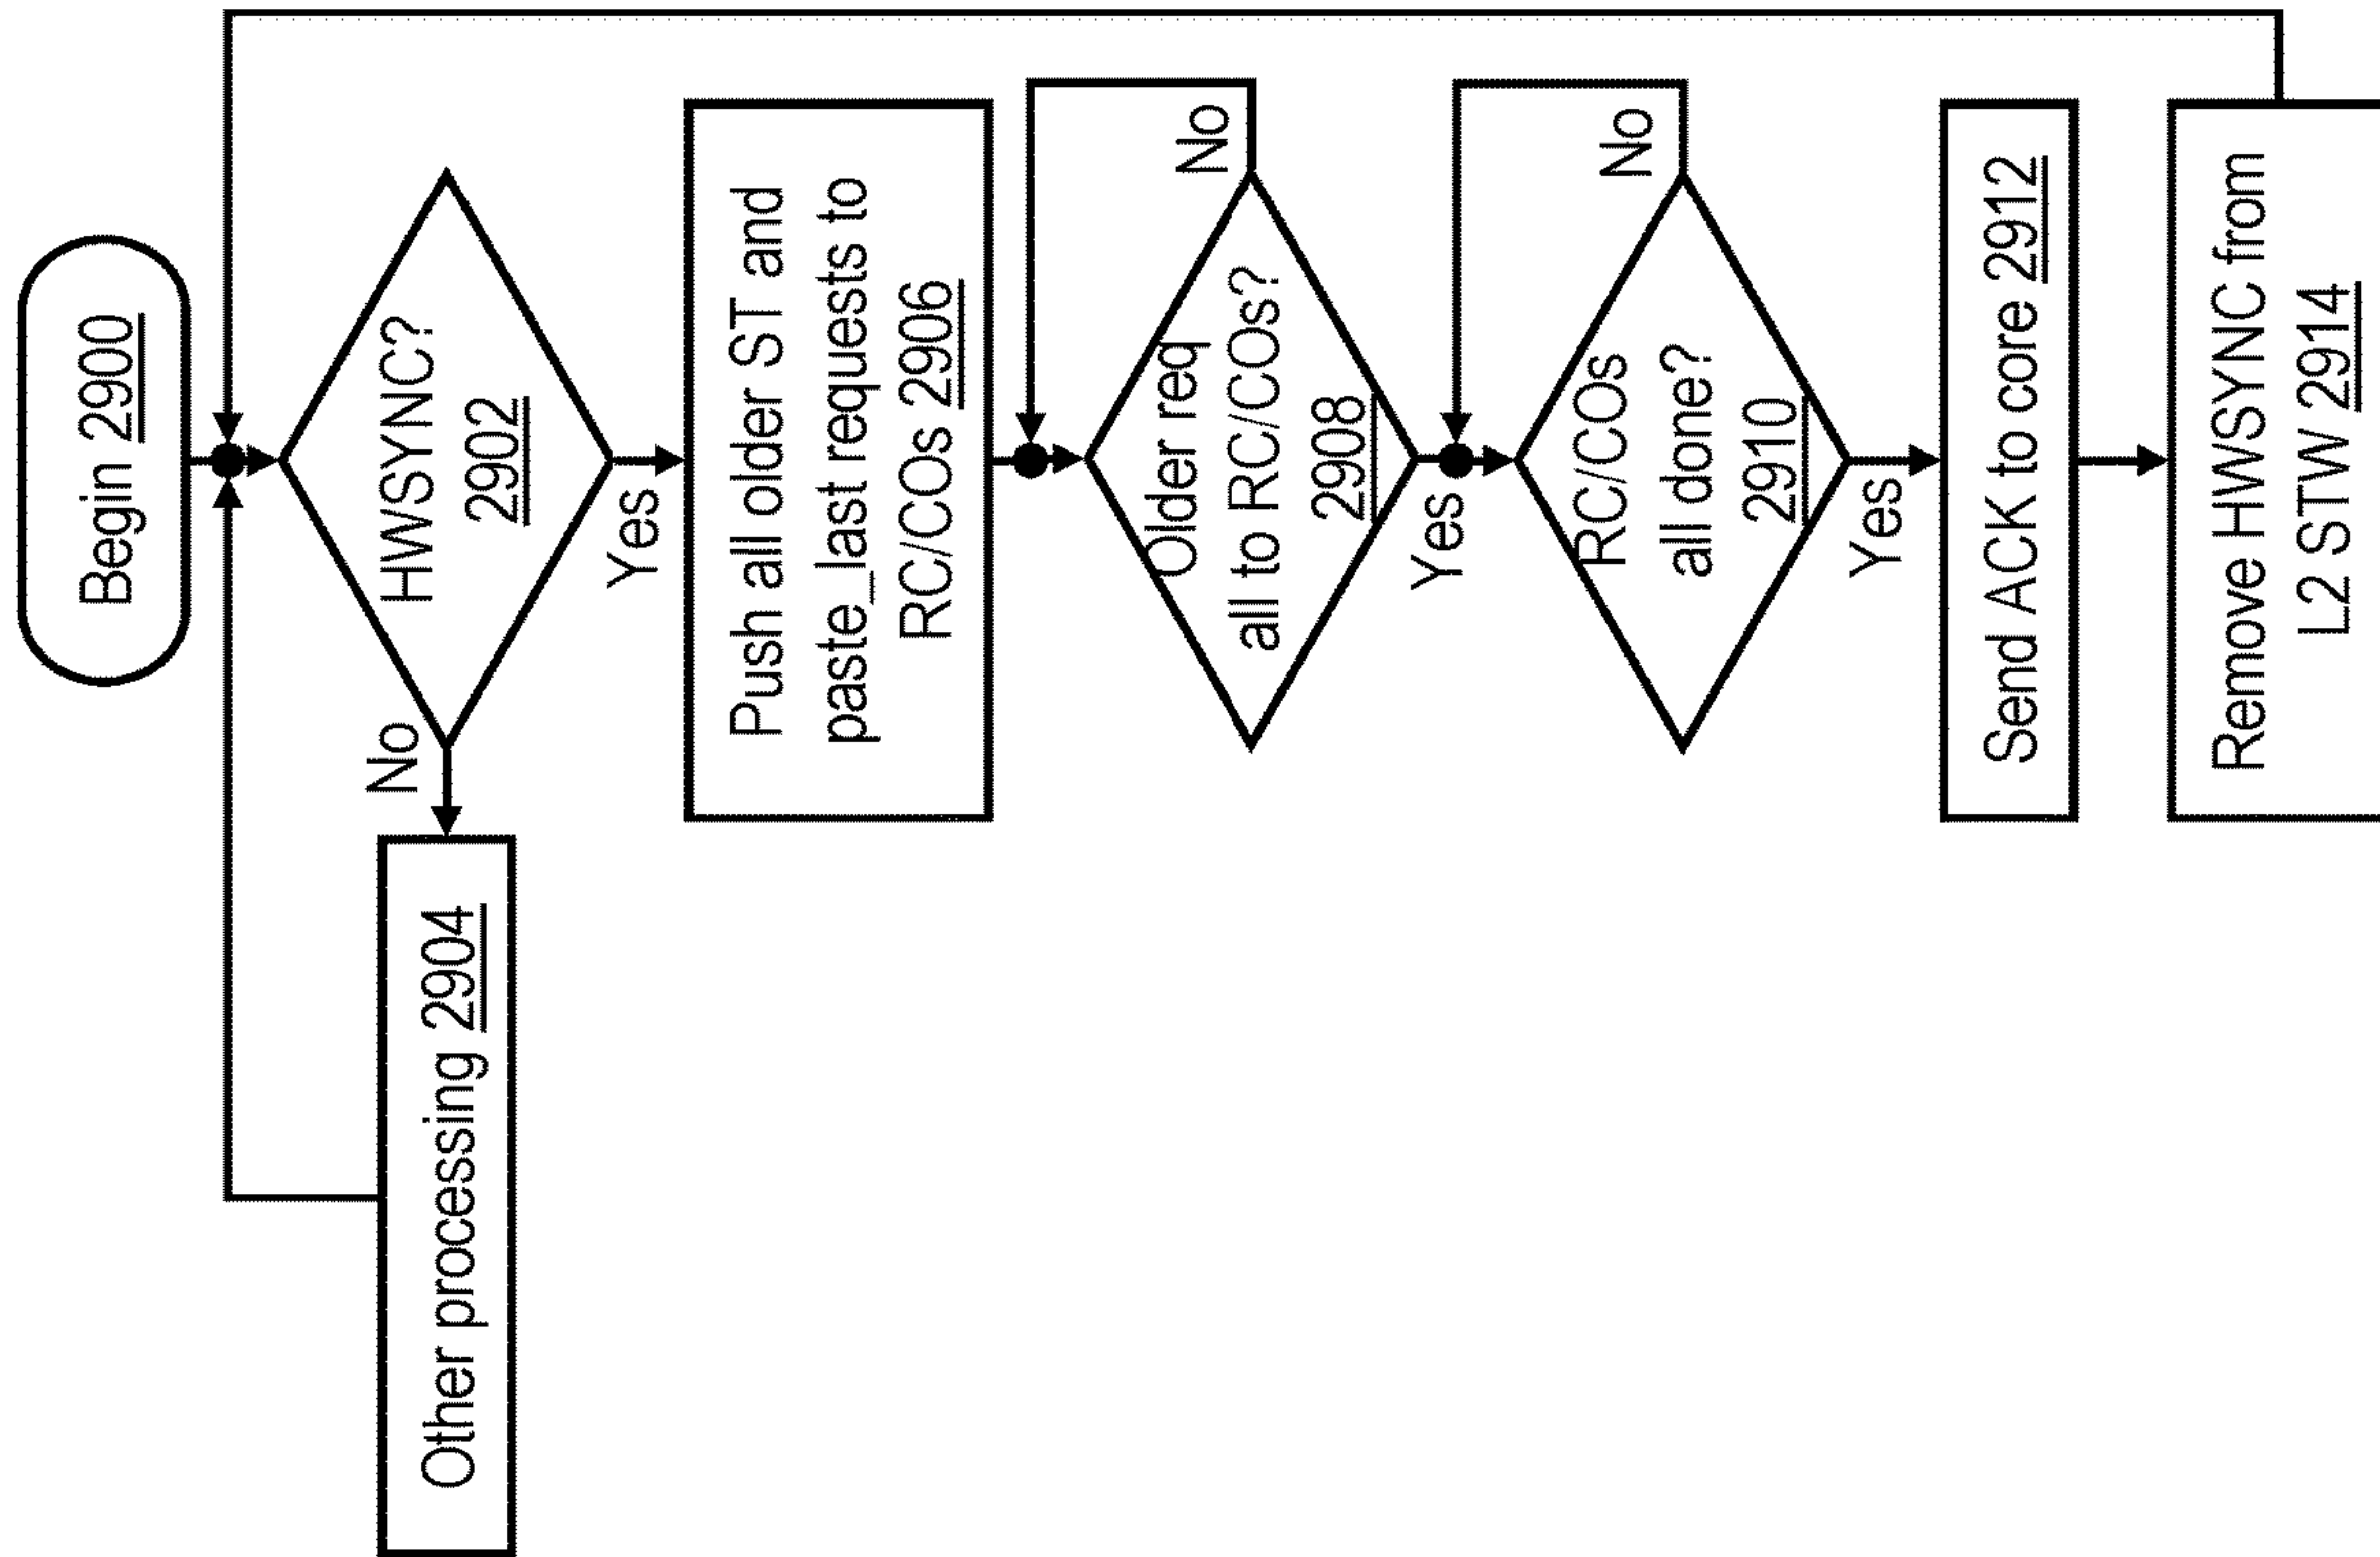 Begin 2900
HWSYNC?
2902
No
Yes
Other processing 2904
Push all older ST and
paste_last requests to
RC/COs 2906
Older req
all to RC/COs?
2908
No
Yes
RC/COs
all done?
2910
No
Yes
Send ACK to core 2912
Remove HWSYNC from
L2 STW 2914